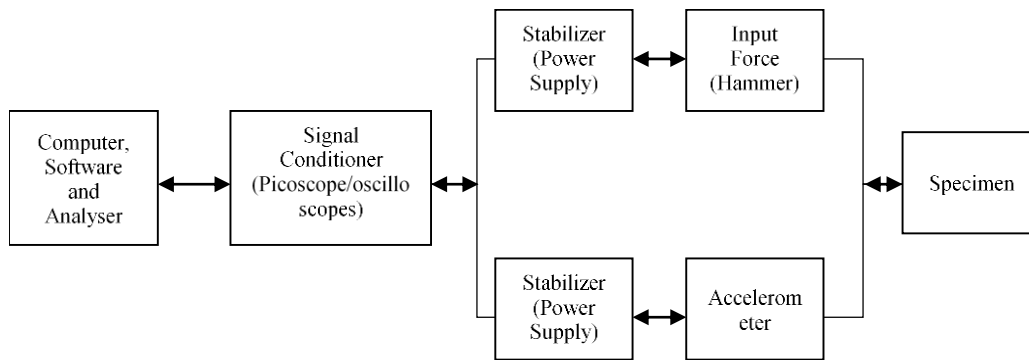 Computer,
Software
and
Analyser
Signal
Conditioner
(Picoscope/oscillo
scopes)
Stabilizer
(Power
Supply)
Input
Force
(Hammer)
Stabilizer
(Power
Supply)
Accelerom
eter
Specimen